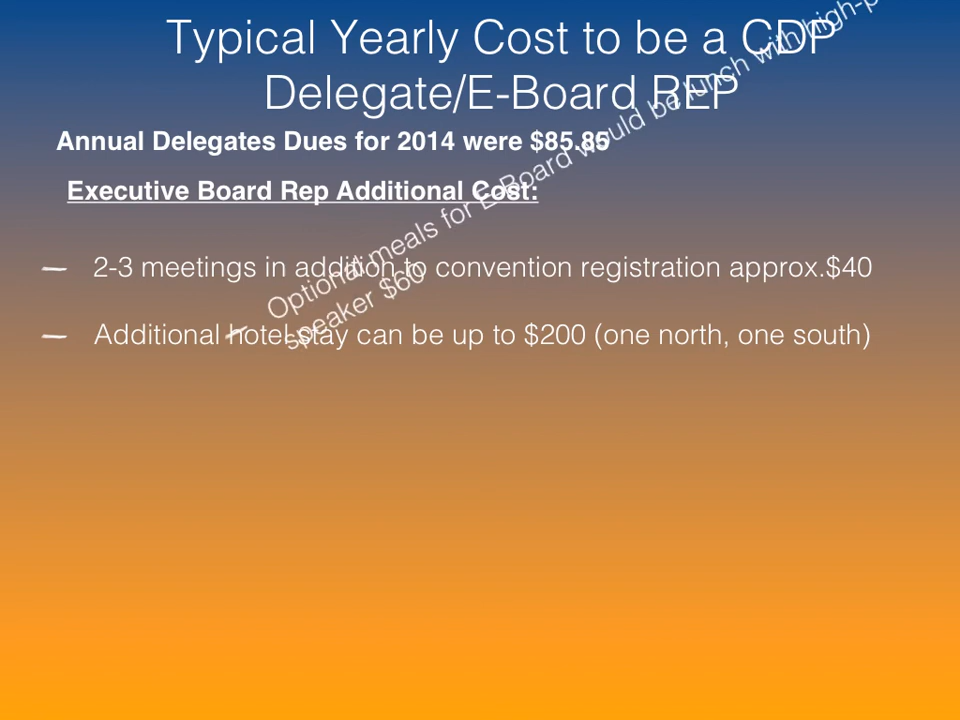 Typical Yearly Cost to be a CDP
Delegate/E-Board REP
Annual Delegates Dues for 2014 were $85.85
Executive Board Rep Additional Cost:
– 2-3 meetings in addition to convention registration approx.$40
– Additional hotel stay can be up to $200 (one north, one south)
– Optional meals for E-Board would be lunch with
speaker $60